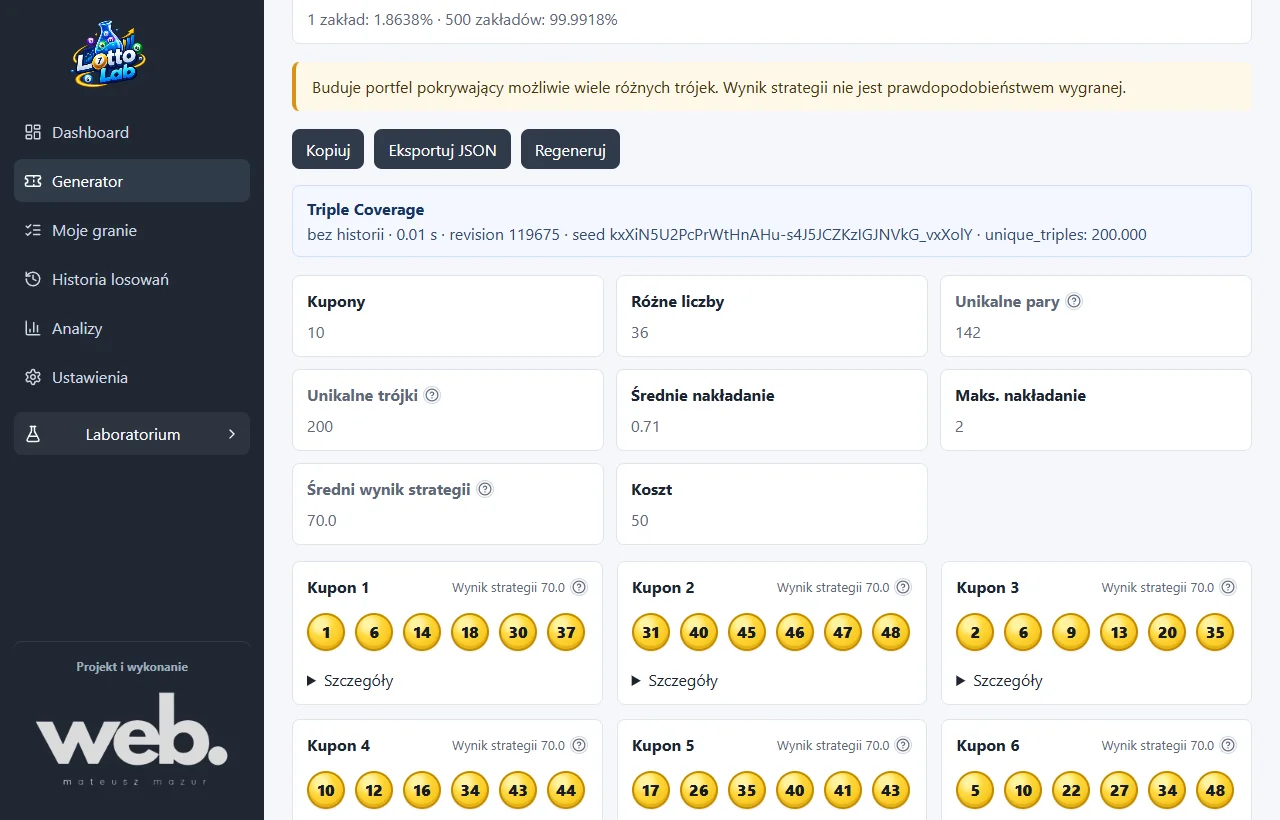 Lotto
Lab
Dashboard
Generator
Moje granie
Historia losowań
Analizy
Ustawienia
Laboratorium
Projekt i wykonanie
web.
mateusz mazur
1 zakład: 1.8638% · 500 zakładów: 99.9918%
Buduje portfel pokrywający możliwie wiele różnych trójek. Wynik strategii nie jest prawdopodobieństwem wygranej.
Kopiuj Eksportuj JSON Regeneruj
Triple Coverage
bez historii · 0.01 s · revision 119675 · seed kxXiN5U2PcPrWtHnAHu-s4J5JCZKzIGJNVkG_vxXolY · unique_triples: 200.000
Kupony
10
Różne liczby
36
Unikalne pary ?
142
Unikalne trójki ?
200
Średnie nakładanie
0.71
Maks. nakładanie
2
Średni wynik strategii ?
70.0
Koszt
50
Kupon 1 Wynik strategii 70.0 ?
1 6 14 18 30 37
Szczegóły
Kupon 2 Wynik strategii 70.0 ?
31 40 45 46 47 48
Szczegóły
Kupon 3 Wynik strategii 70.0 ?
2 6 9 13 20 35
Szczegóły
Kupon 4 Wynik strategii 70.0 ?
10 12 16 34 43 44
Kupon 5 Wynik strategii 70.0 ?
17 26 35 40 41 43
Kupon 6 Wynik strategii 70.0 ?
5 10 22 27 34 48